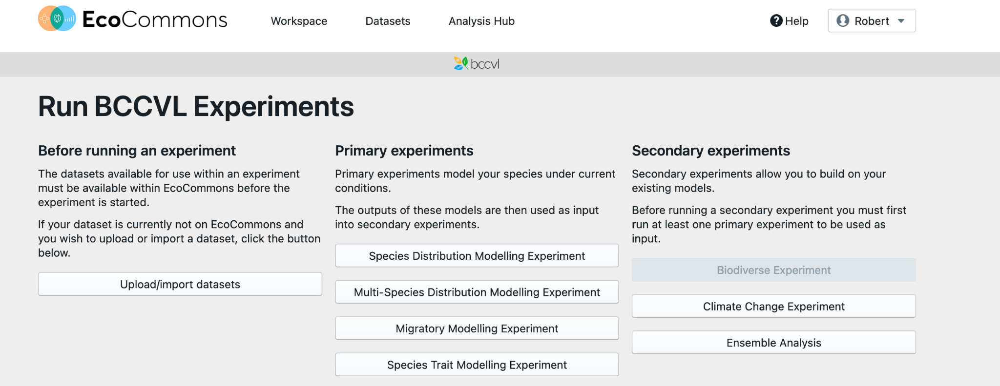 EcoCommons
Workspace
Datasets
Analysis Hub
Help
Robert
bccvl
Run BCCVL Experiments
Before running an experiment
The datasets available for use within an experiment
must be available within EcoCommons before the
experiment is started.
If your dataset is currently not on EcoCommons and
you wish to upload or import a dataset, click the button
below.
Upload/import datasets
Primary experiments
Primary experiments model your species under current
conditions.
The outputs of these models are then used as input
into secondary experiments.
Species Distribution Modelling Experiment
Multi-Species Distribution Modelling Experiment
Migratory Modelling Experiment
Species Trait Modelling Experiment
Secondary experiments
Secondary experiments allow you to build on your
existing models.
Before running a secondary experiment you must first
run at least one primary experiment to be used as
input.
Biodiverse Experiment
Climate Change Experiment
Ensemble Analysis